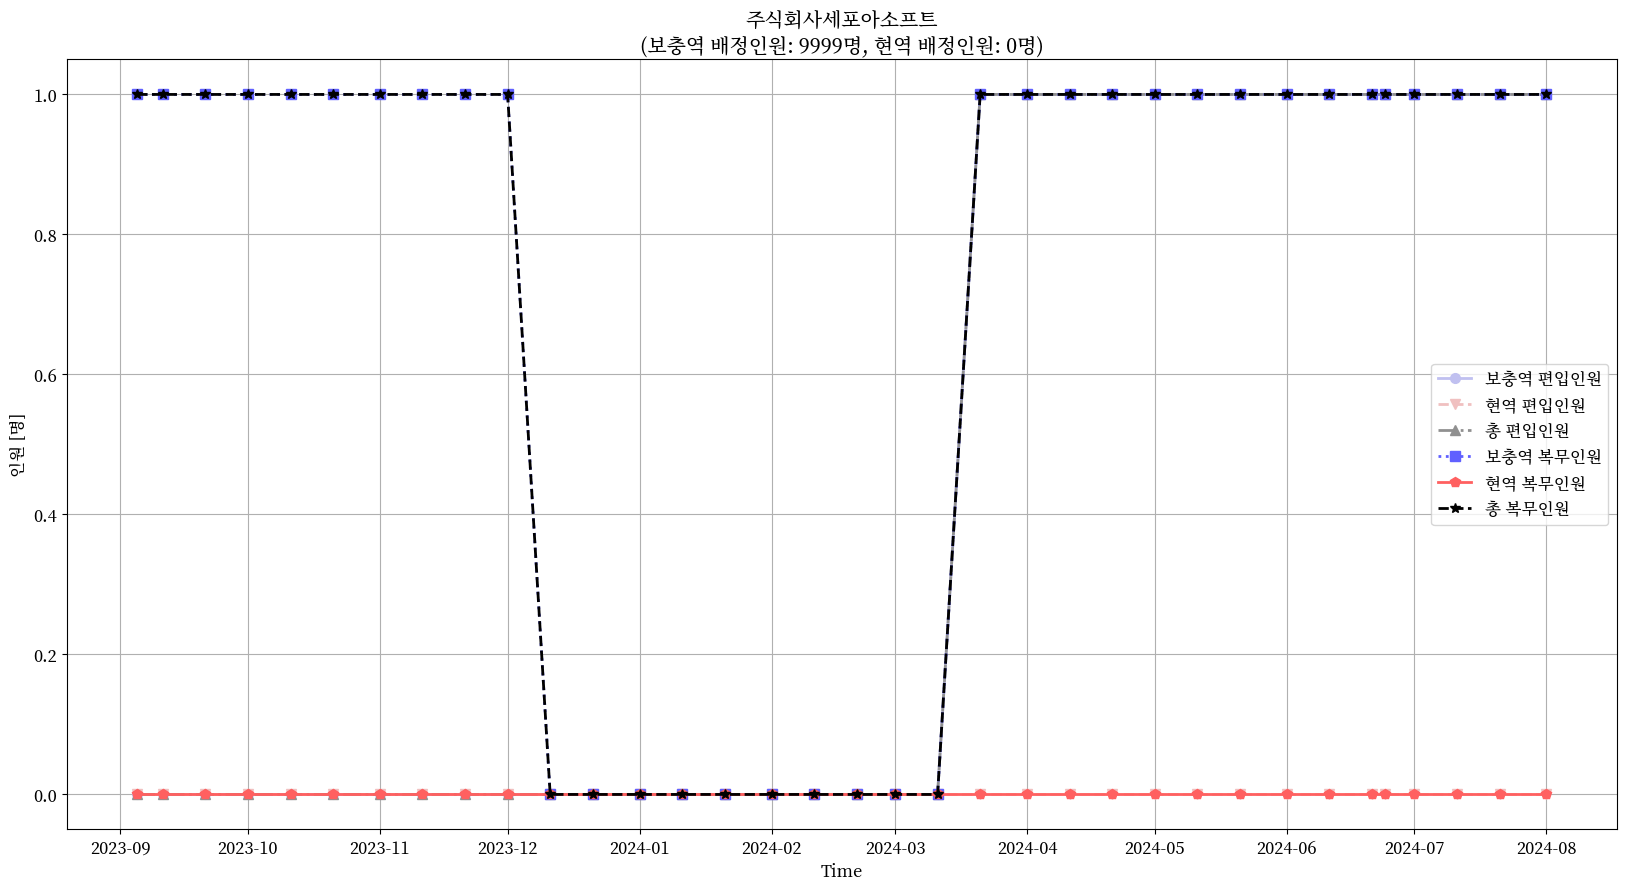 주식회사세포아소프트
(보충역 배정인원: 9999명, 현역 배정인원: 0명)
인원 [명]
1.0
0.8
0.6
0.4
0.2
0.0
보충역 편입인원
현역 편입인원
총 편입인원
보충역 복무인원
현역 복무인원
총 복무인원
2023-09
2023-10
2023-11
2023-12
2024-01
2024-02
2024-03
2024-04
2024-05
2024-06
2024-07
2024-08
Time